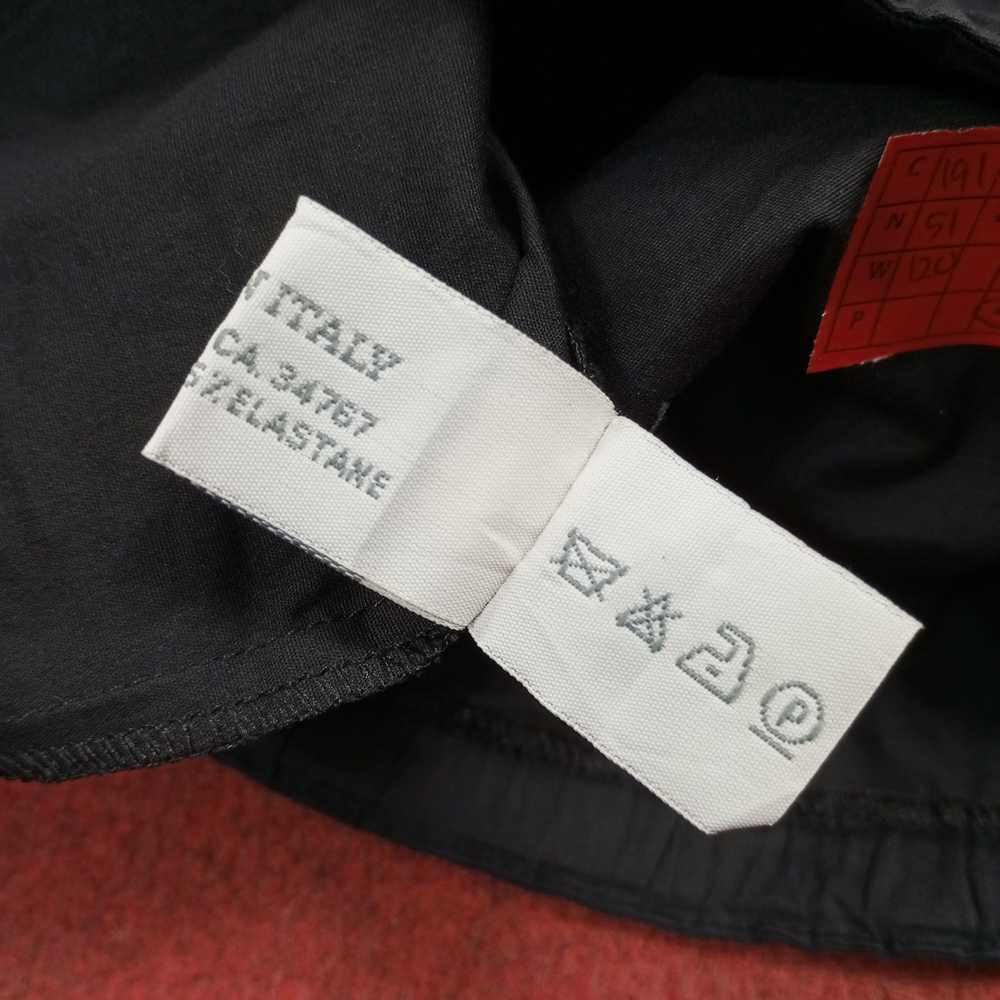 ITALY
CA. 34767
%ELASTANE
P
C 191
N 51
W 120
P